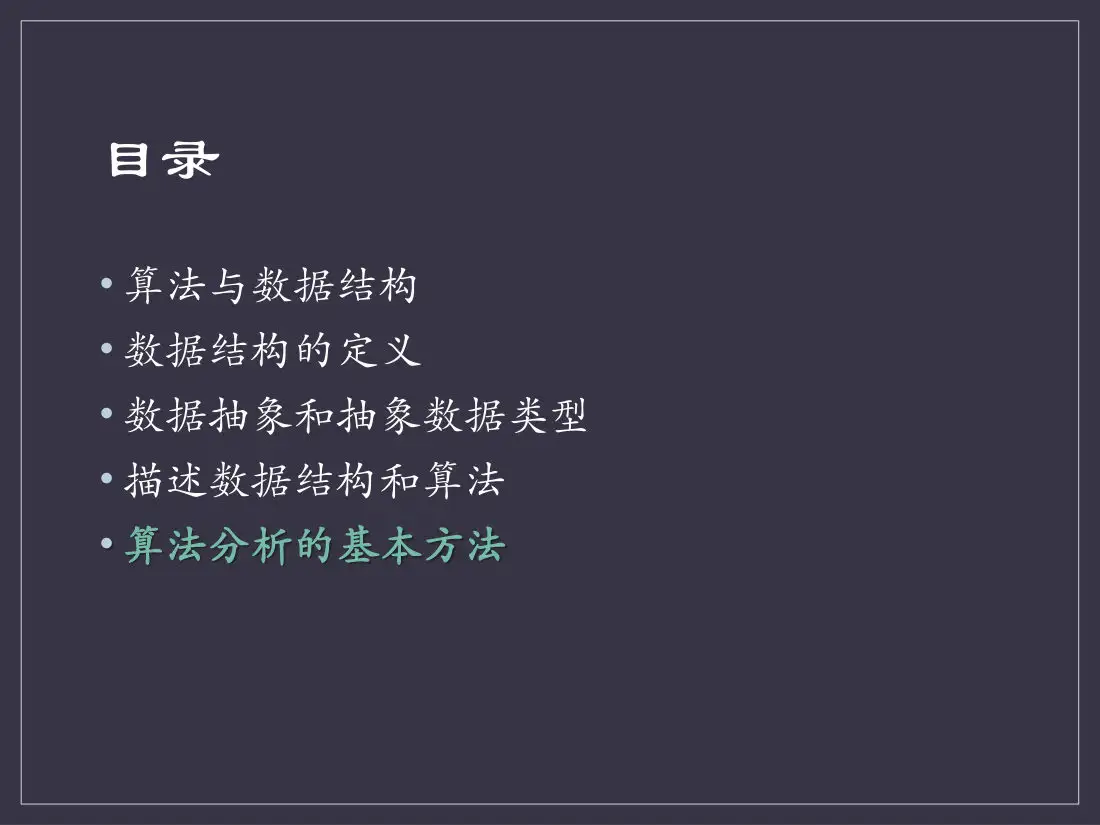 目录
• 算法与数据结构
• 数据结构的定义
• 数据抽象和抽象数据类型
• 描述数据结构和算法
• 算法分析的基本方法